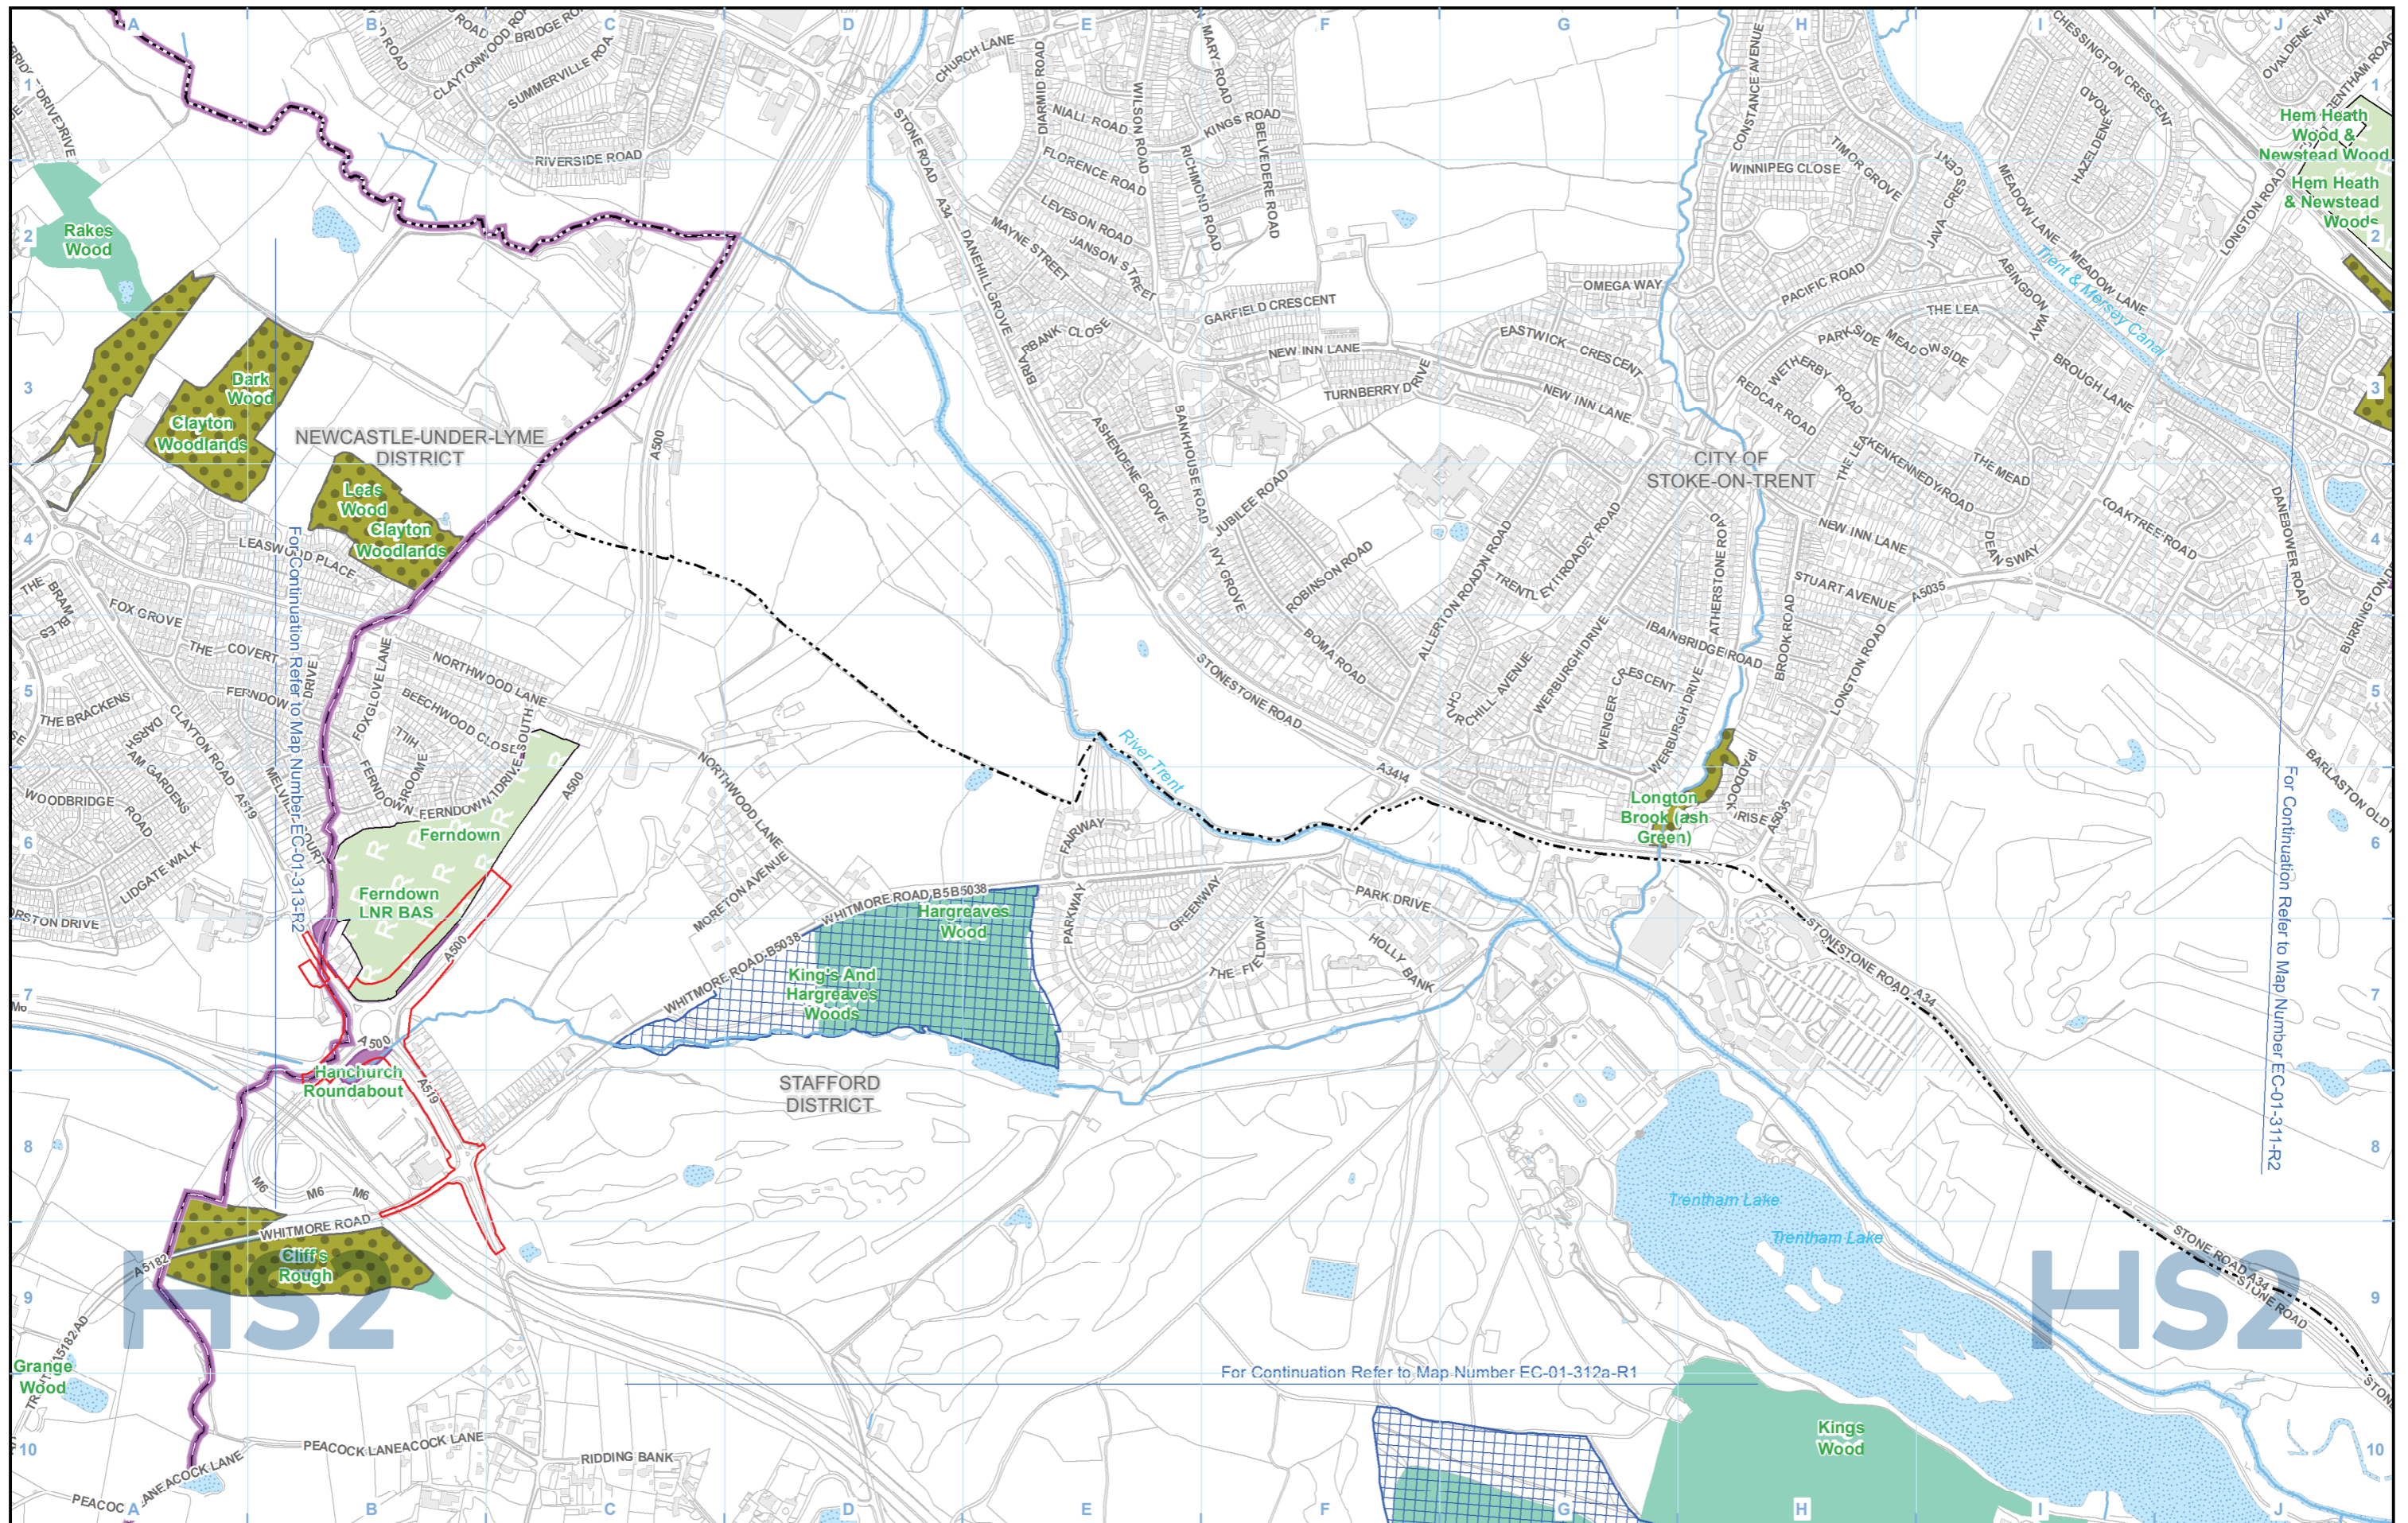 A B C D E F G H I J
1
2
3
4
5
6
7
8
9
10
BRIDGE
CLAYTONWOOD ROAD
SUMMERVILLE ROA
RIVERSIDE ROAD
CHURCH LANE
STONE ROAD
A34
DIARMID ROAD
NIALL ROAD
WILSON ROAD
MARY ROAD
KINGS ROAD
FLORENCE ROAD
RICHMOND ROAD
BELVEDERE ROAD
LEVESON ROAD
MAYNE STREET
JANSON STREET
DANEHILL GROVE
GARFIELD CRESCENT
NEW INN LANE
TURNBERRY DRIVE
EASTWICK CRESCENT
NEW INN LANE
OMEGA WAY
CONSTANCE AVENUE
WINNIPEG CLOSE
TIMOR GROVE
JAVA CRES
PACIFIC ROAD
THE LEA
PARKSIDE
MEADOWSIDE
WETHERBY ROAD
REDCAR ROAD
CHESSINGTON CRESCENT
HAZELDENE ROAD
MEADOW LANE
MEADOW LANE
ABINGDON WAY
BROUGH LANE
Trent & Mersey Canal
OVALDENE WA
LONGTON ROAD
Hem Heath
Wood &
Newstead Wood
Hem Heath
& Newstead
Woods
Rakes
Wood
Dark
Wood
Clayton
Woodlands
NEWCASTLE-UNDER-LYME
DISTRICT
Leas
Wood
Clayton
Woodlands
A500
ASHENDENE GROVE
BANKHOUSE ROAD
JUBILEE ROAD
IVY GROVE
ROBINSON ROAD
BOMA ROAD
ALLERTON ROAD
CITY OF
STOKE-ON-TRENT
THE LEA
THE MEAD
NEW INN LANE
OAKTREE ROAD
STUART AVENUE
A5035
DANEBOWER ROAD
ATHERSTONE ROAD
BAINBRIDGE ROAD
BROOK ROAD
LONGTON ROAD
WERBURGH DRIVE
WENGER CRESCENT
WERBURGH DRIVE
LEASWOOD PLACE
FOX GROVE
THE COVERT
THE BRACKENS
CLAYTON ROAD
A519
WOODBRIDGE ROAD
LIDGATE WALK
FOXGLOVE LANE
NORTHWOOD LANE
BEECHWOOD CLOSE
For Continuation Refer to Map Number EC-01-313-R2
STONE ROAD
A34
River Trent
NORTHWOOD LANE
MORETON AVENUE
FAIRWAY
WHITMORE ROAD
B5038
PARKWAY
GREENWAY
THE FIELDWAY
PARK DRIVE
HOLLY BANK
Longton
Brook (ash
Green)
PADDOCK RISE
A5035
BARLASTON OLD
For Continuation Refer to Map Number EC-01-311-R2
Ferndown
Ferndown
LNR BAS
A500
A500
Hargreaves
Wood
King's And
Hargreaves
Woods
WHITMORE ROAD B5038
STAFFORD
DISTRICT
M6
A500
Hanchurch
Roundabout
A519
M6
M6
M6
WHITMORE ROAD
A5182
Cliff's
Rough
HS2
Grange
Wood
STONE ROAD A34
Trentham Lake
Trentham Lake
HS2
STONE ROAD A34
STONE ROAD
For Continuation Refer to Map Number EC-01-312a-R1
Kings
Wood
PEACOCK LANE
RIDDING BANK
A B C D E F G H I J